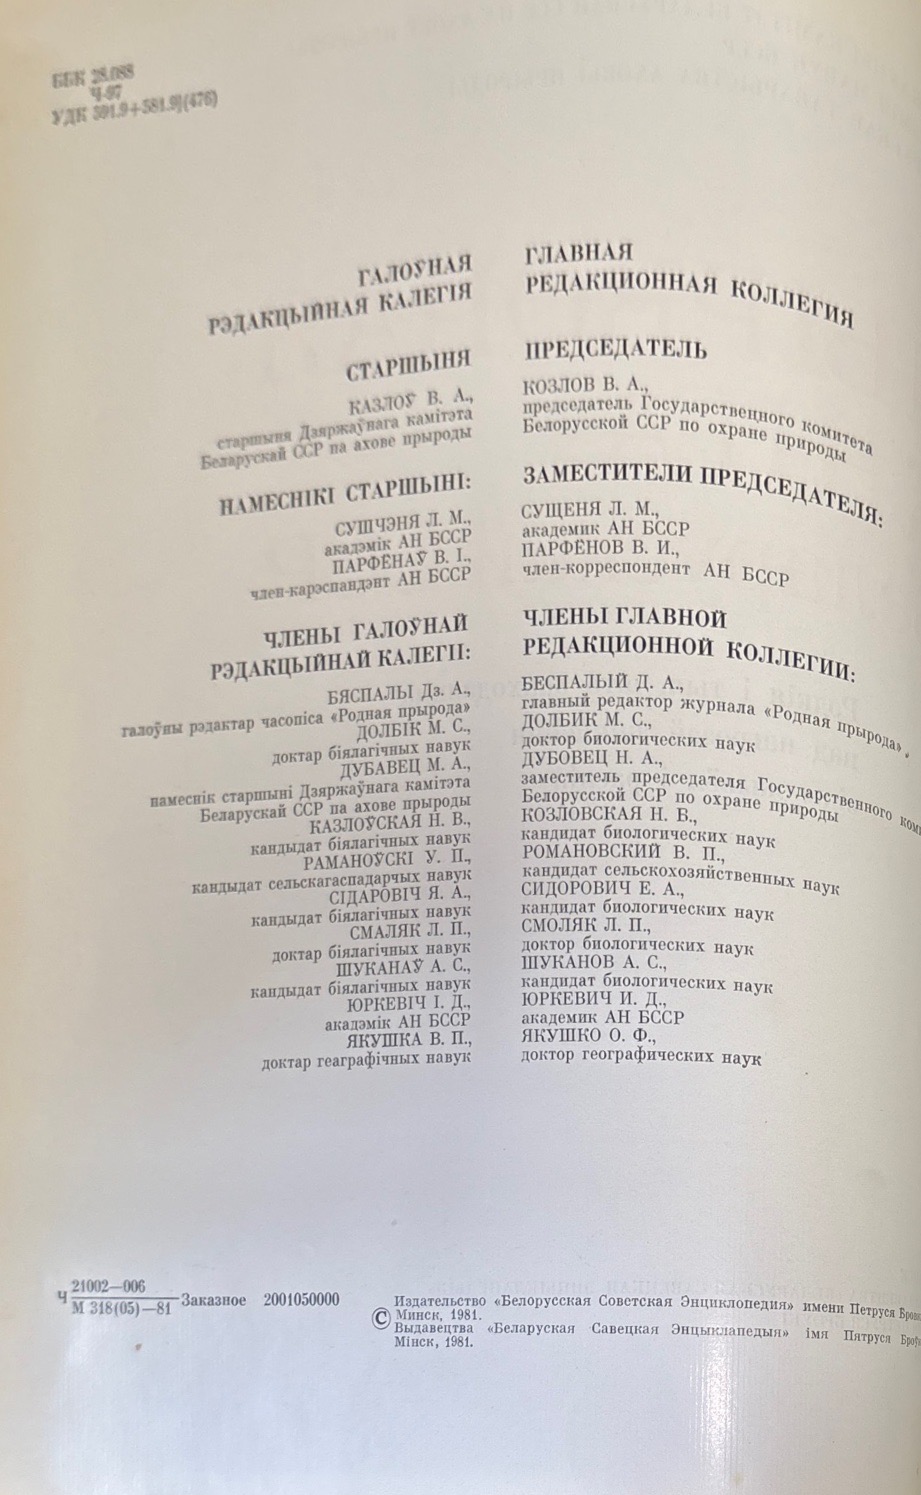 ББК 28.088
Ч-97
УДК 591.9+581.9](476)
ГАЛОЎНАЯ
РЭДАКЦЫЙНАЯ КАЛЕГІЯ
СТАРШЫНЯ
КАЗЛОЎ В. А.,
старшыня Дзяржаўнага камітэта
Беларускай ССР па ахове прыроды
НАМЕСНІКІ СТАРШЫНІ:
СУШЧЭНЯ Л. М.,
акадэмік АН БССР
ПАРФЁНАЎ В. І.,
член-карэспандэнт АН БССР
ЧЛЕНЫ ГАЛОЎНАЙ
РЭДАКЦЫЙНАЙ КАЛЕГІІ:
БЯСПАЛЫ Дз. А.,
галоўны рэдактар часопіса «Родная прырода»
ДОЛБІК М. С.,
доктар біялагічных навук
ДУБАВЕЦ М. А.,
намеснік старшыні Дзяржаўнага камітэта
Беларускай ССР па ахове прыроды
КАЗЛОЎСКАЯ Н. В.,
кандыдат біялагічных навук
РАМАНОЎСКІ У. П.,
кандыдат сельскагаспадарчых навук
СІДАРОВІЧ Я. А.,
кандыдат біялагічных навук
СМАЛЯК Л. П.,
доктар біялагічных навук
ШУКАНАЎ А. С.,
кандыдат біялагічных навук
ЮРКЕВІЧ І. Д.,
акадэмік АН БССР
ЯКУШКА В. П.,
доктар геаграфічных навук
ГЛАВНАЯ
РЕДАКЦИОННАЯ КОЛЛЕГИЯ
ПРЕДСЕДАТЕЛЬ
КОЗЛОВ В. А.,
председатель Государственного комитета
Белорусской ССР по охране природы
ЗАМЕСТИТЕЛИ ПРЕДСЕДАТЕЛЯ:
СУЩЕНЯ Л. М.,
академик АН БССР
ПАРФЁНОВ В. И.,
член-корреспондент АН БССР
ЧЛЕНЫ ГЛАВНОЙ
РЕДАКЦИОННОЙ КОЛЛЕГИИ:
БЕСПАЛЫЙ Д. А.,
главный редактор журнала «Родная прырода»,
ДОЛБИК М. С.,
доктор биологических наук
ДУБОВЕЦ Н. А.,
заместитель председателя Государственного
Белорусской ССР по охране природы
КОЗЛОВСКАЯ Н. В.,
кандидат биологических наук
РОМАНОВСКИЙ В. П.,
кандидат сельскохозяйственных наук
СИДОРОВИЧ Е. А.,
кандидат биологических наук
СМОЛЯК Л. П.,
доктор биологических наук
ШУКАНОВ А. С.,
кандидат биологических наук
ЮРКЕВИЧ И. Д.,
академик АН БССР
ЯКУШКО О. Ф.,
доктор географических наук
Ч 21002—006
М 318(05)—81 Заказное 2001050000
© Издательство «Белорусская Советская Энциклопедия» имени Петруся
Минск, 1981.
Выдавецтва «Беларуская Савецкая Энцыклапедыя» імя Пятруся
Мінск, 1981.